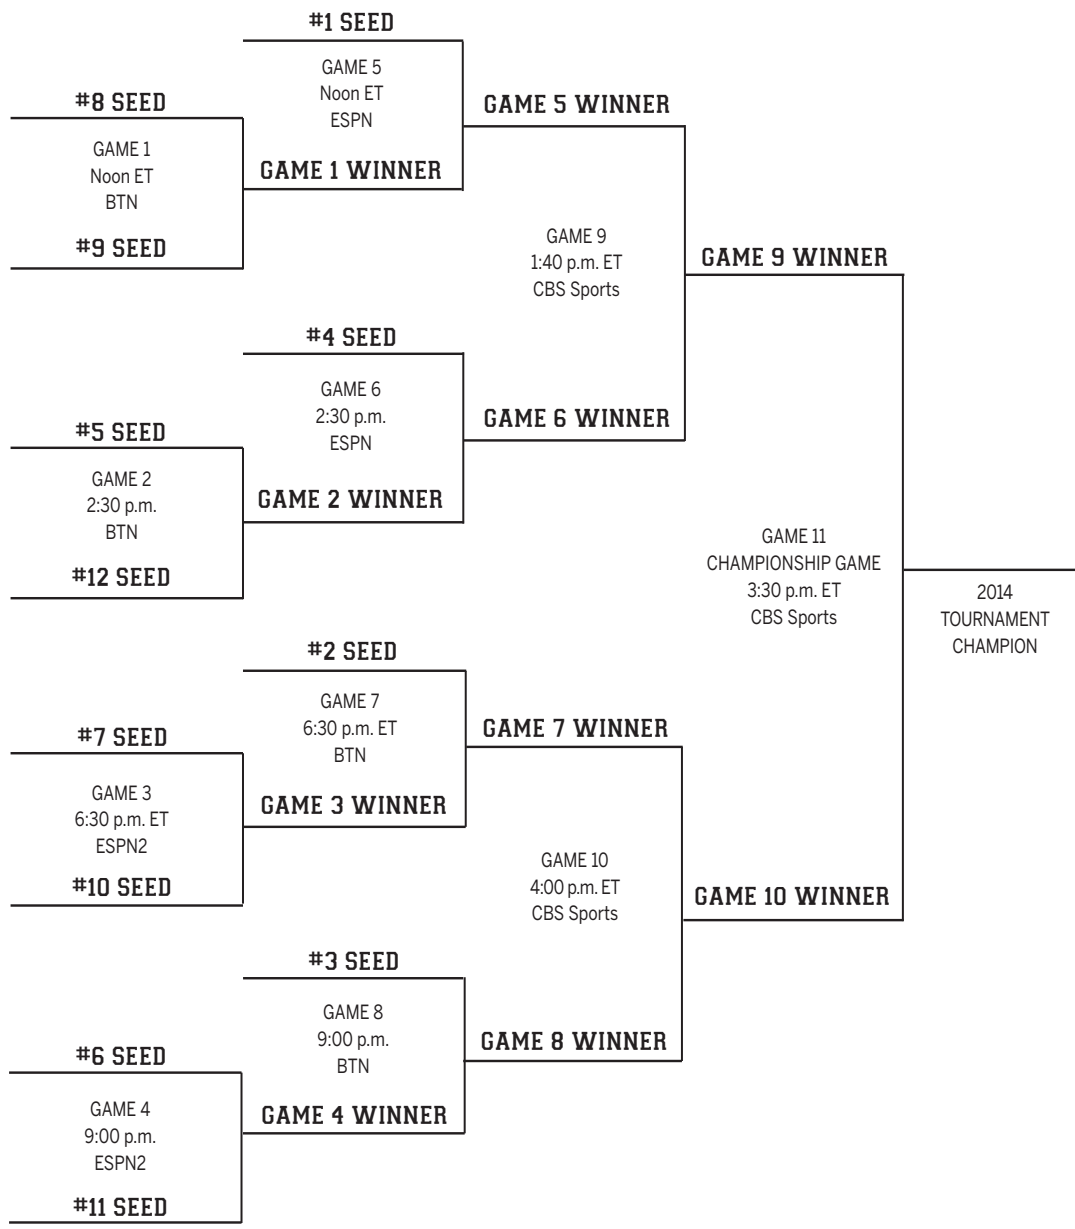 #1 SEED
GAME 5
Noon ET
ESPN
#8 SEED
GAME 1
Noon ET
BTN
#9 SEED
GAME 1 WINNER
GAME 5 WINNER
GAME 9
1:40 p.m. ET
CBS Sports
GAME 9 WINNER
#4 SEED
GAME 6
2:30 p.m.
ESPN
GAME 6 WINNER
#5 SEED
GAME 2
2:30 p.m.
BTN
#12 SEED
GAME 2 WINNER
GAME 11
CHAMPIONSHIP GAME
3:30 p.m. ET
CBS Sports
2014
TOURNAMENT
CHAMPION
#2 SEED
GAME 7
6:30 p.m. ET
BTN
GAME 7 WINNER
#7 SEED
GAME 3
6:30 p.m. ET
ESPN2
#10 SEED
GAME 3 WINNER
GAME 10
4:00 p.m. ET
CBS Sports
GAME 10 WINNER
#3 SEED
GAME 8
9:00 p.m.
BTN
GAME 8 WINNER
#6 SEED
GAME 4
9:00 p.m.
ESPN2
#11 SEED
GAME 4 WINNER